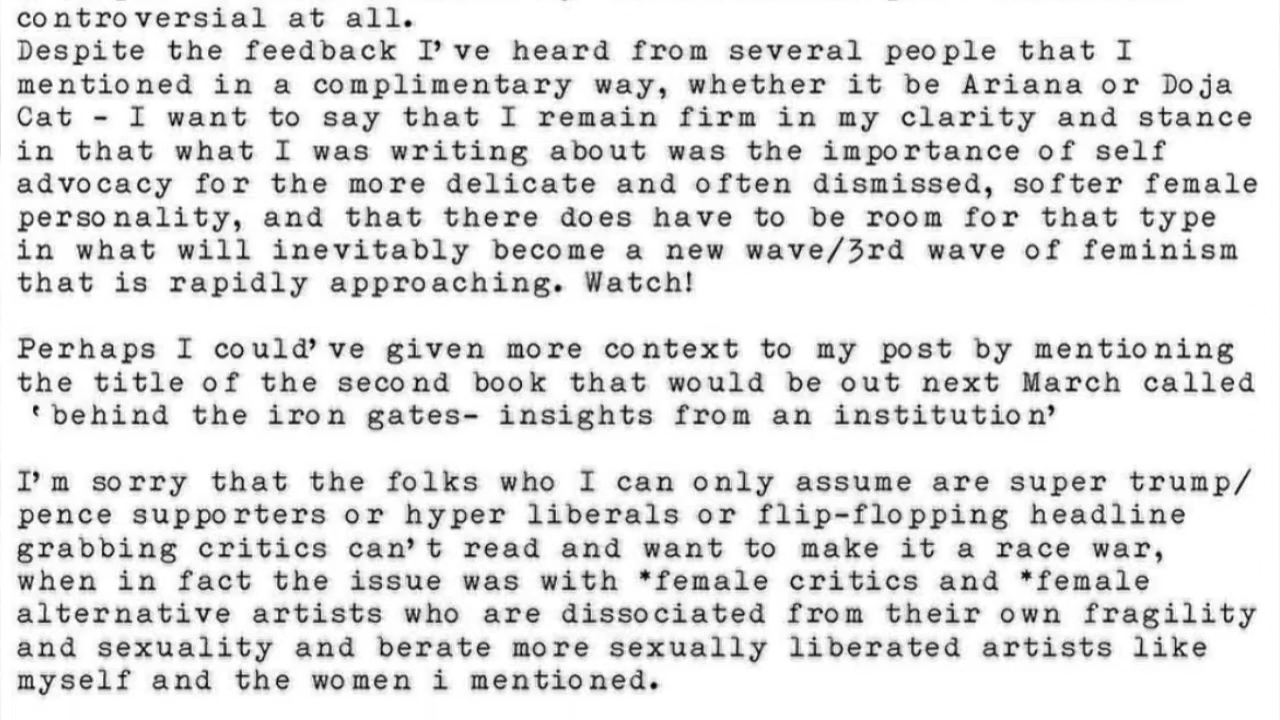 controversial at all.
Despite the feedback I've heard from several people that I
mentioned in a complimentary way, whether it be Ariana or Doja
Cat - I want to say that I remain firm in my clarity and stance
in that what I was writing about was the importance of self
advocacy for the more delicate and often dismissed, softer female
personality, and that there does have to be room for that type
in what will inevitably become a new wave/3rd wave of feminism
that is rapidly approaching. Watch!
Perhaps I could've given more context to my post by mentioning
the title of the second book that would be out next March called
‘behind the iron gates- insights from an institution’
I'm sorry that the folks who I can only assume are super trump/
pence supporters or hyper liberals or flip-flopping headline
grabbing critics can't read and want to make it a race war,
when in fact the issue was with *female critics and *female
alternative artists who are dissociated from their own fragility
and sexuality and berate more sexually liberated artists like
myself and the women i mentioned.